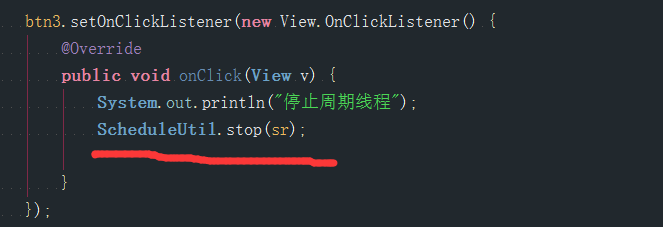 btn3.setOnClickListener(new View.OnClickListener() {
@Override
public void onClick(View v) {
System.out.println("停止周期线程");
ScheduleUtil.stop(sr);
}
});